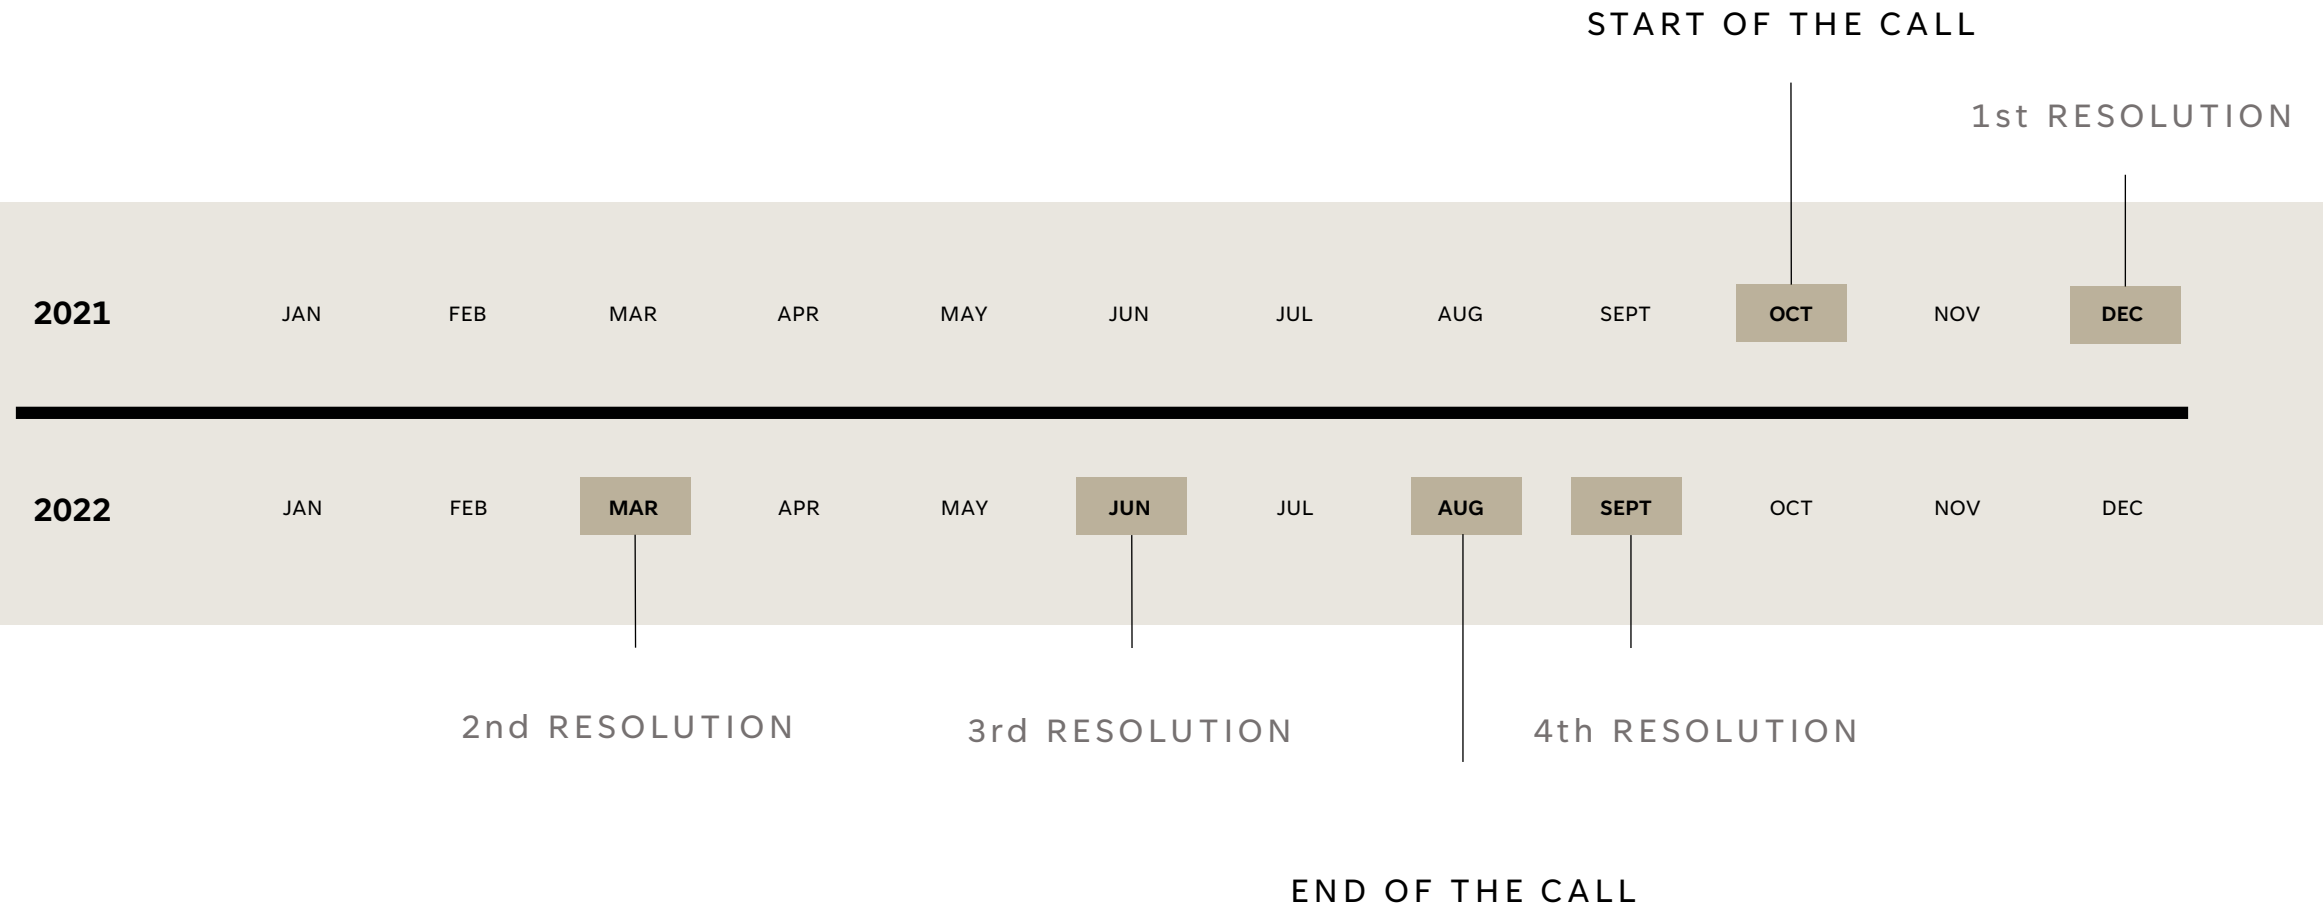 START OF THE CALL
1st RESOLUTION
2021 JAN FEB MAR APR MAY JUN JUL AUG SEPT OCT NOV DEC
2022 JAN FEB MAR APR MAY JUN JUL AUG SEPT OCT NOV DEC
2nd RESOLUTION 3rd RESOLUTION 4th RESOLUTION
END OF THE CALL